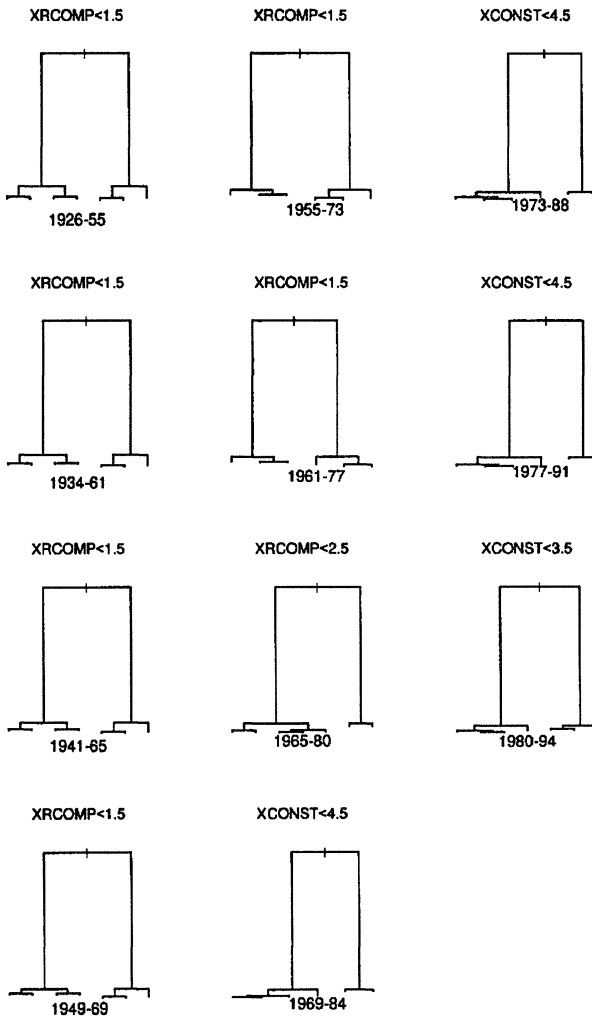 XRCOMP<1.5
XRCOMP<1.5
XCONST<4.5
1926-55
1955-73
1973-88
XRCOMP<1.5
XRCOMP<1.5
XCONST<4.5
1934-61
1961-77
1977-91
XRCOMP<1.5
XRCOMP<2.5
XCONST<3.5
1941-65
1965-80
1980-94
XRCOMP<1.5
XCONST<4.5
1949-69
1969-84